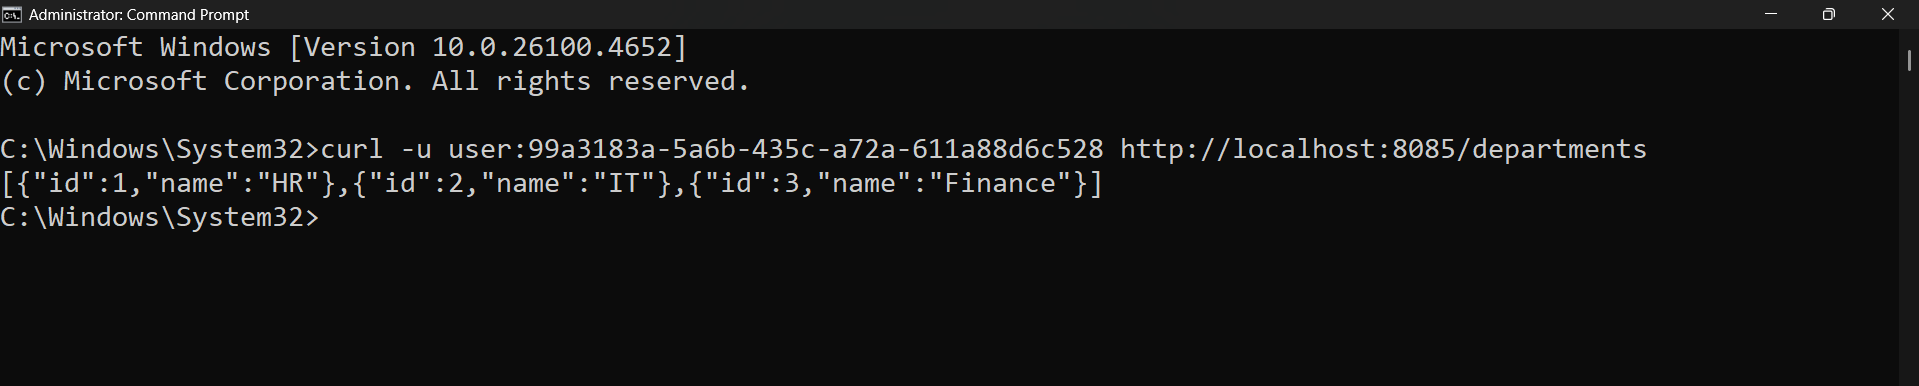 Administrator: Command Prompt
Microsoft Windows [Version 10.0.26100.4652]
(c) Microsoft Corporation. All rights reserved.
C:\Windows\System32>curl -u user:99a3183a-5a6b-435c-a72a-611a88d6c528 http://localhost:8085/departments
[{"id":1,"name":"HR"},{"id":2,"name":"IT"},{"id":3,"name":"Finance"}]
C:\Windows\System32>